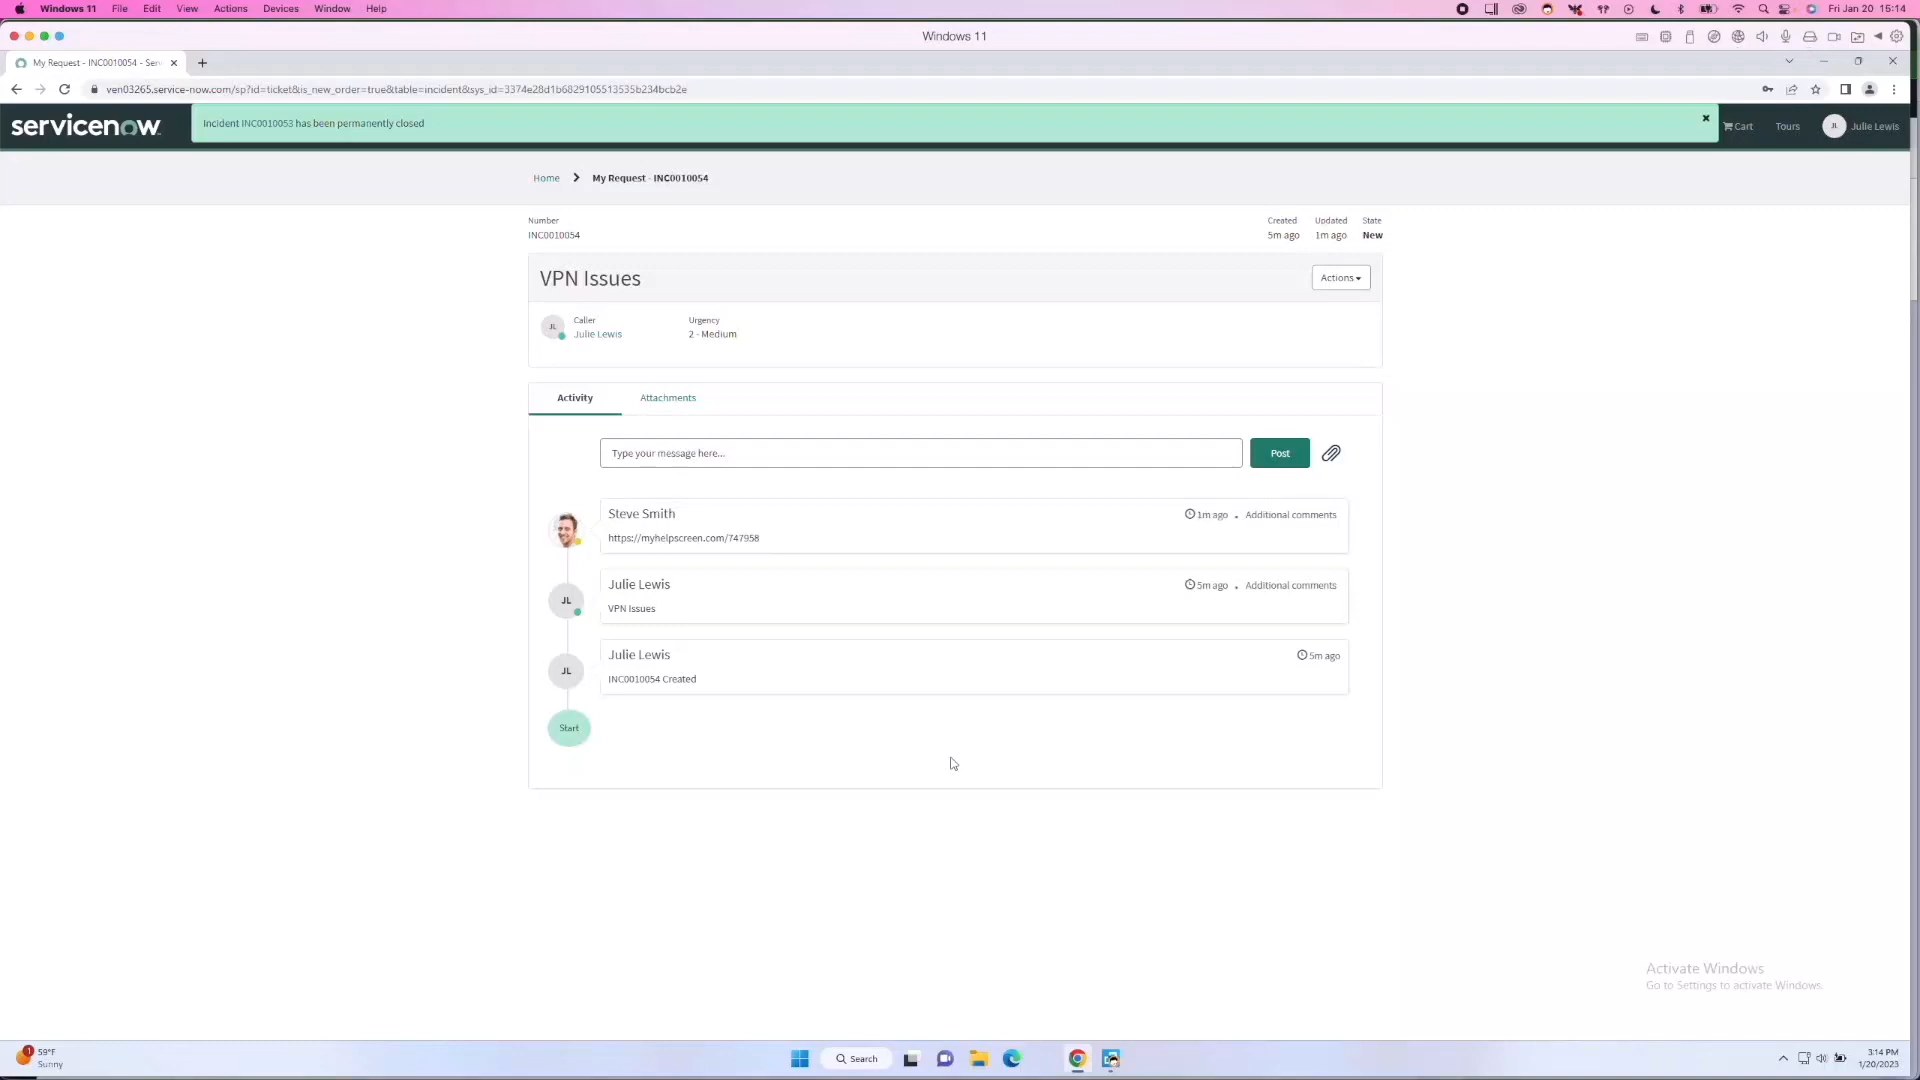 Windows 11 File Edit View Actions Devices Window Help Fri Jan 20 15:14
Windows 11
My Request - INC0010054 - Serv
ven03265.service-now.com/sp?id=ticket&is_new_order=true&table=incident&sys_id=3374e28d1b6829105513535b234bcb2e
servicenow Incident INC0010053 has been permanently closed Cart Tours JL Julie Lewis
Home My Request - INC0010054
Number Created Updated State
INC0010054 5m ago 1m ago New
VPN Issues Actions
JL Caller Urgency
Julie Lewis 2 - Medium
Activity Attachments
Type your message here... Post
Steve Smith 1m ago Additional comments
https://myhelpscreen.com/747958
JL Julie Lewis 5m ago Additional comments
VPN Issues
JL Julie Lewis 5m ago
INC0010054 Created
Start
Activate Windows
Go to Settings to activate Windows.
1 59°F
Sunny
Search
3:14 PM
1/20/2023